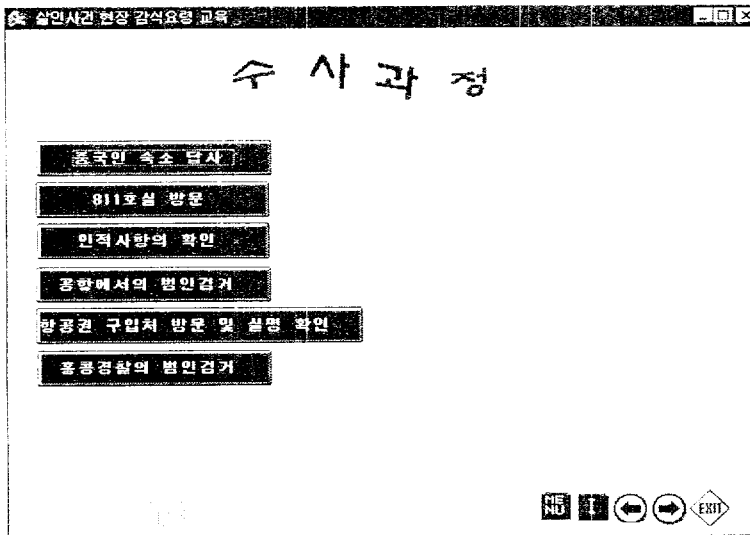 살인사건 현장 감식요령 교육
수사과정
중국인 숙소 답사
811호실 방문
인적사항의 확인
공항에서의 범인검거
항공권 구입처 방문 및 실명 확인
홍콩경찰의 범인검거
MENU I EXIT